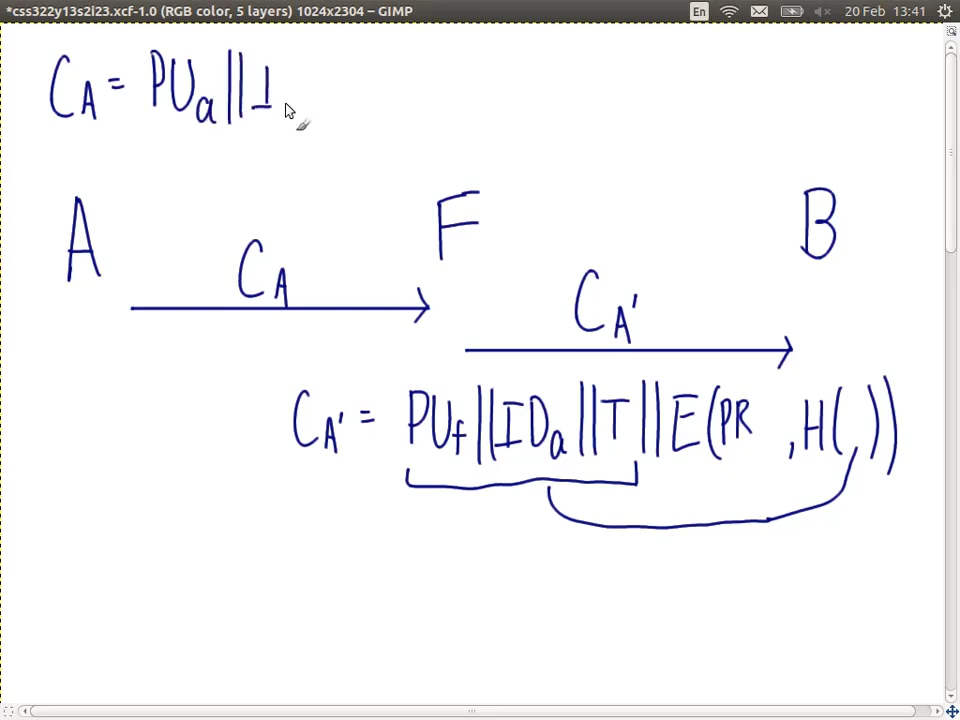 *css322y13s2i23.xcf-1.0 (RGB color, 5 layers) 1024x2304 – GIMP
En
20 Feb 13:41
CA = PUa||
A
F
B
CA
CA'
CA' = PUf||IDa||T||E(PR ,H(,))